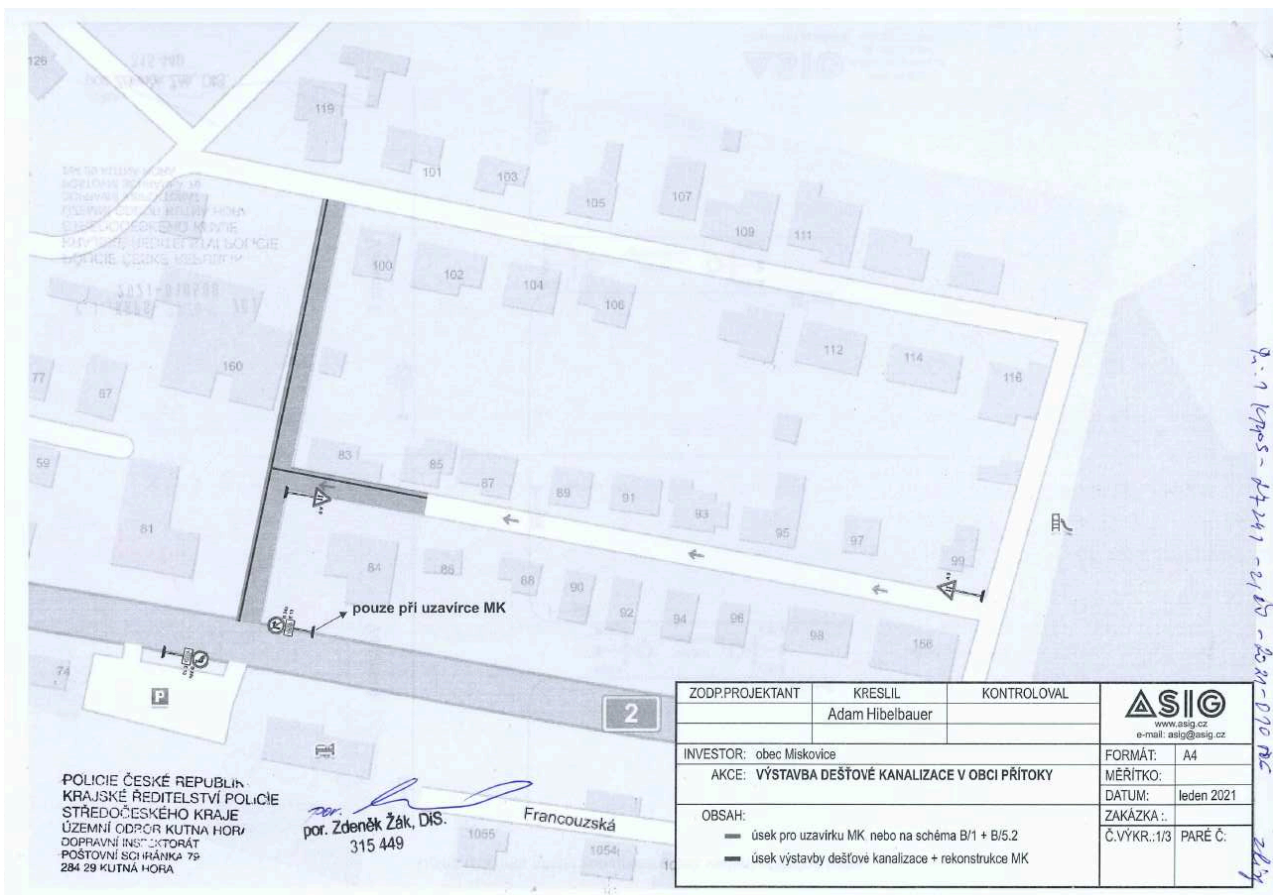 126
119
101
103
105
107
109
111
100
102
104
106
112
114
116
160
77
67
59
83
85
87
89
91
93
95
97
99
81
84
86
88
90
92
94
96
98
156
74
pouze při uzavírce MK
P
2
Francouzská
1055
1054
POLICIE ČESKÉ REPUBLIK
KRAJSKÉ ŘEDITELSTVÍ POLICIE
STŘEDOČESKÉHO KRAJE
ÚZEMNÍ ODBOR KUTNÁ HORA
DOPRAVNÍ INSPEKTORÁT
POŠTOVNÍ SCHRÁNKA 79
284 29 KUTNÁ HORA
por.
por. Zdeněk Žák, DiS.
315 449
ZODP.PROJEKTANT KRESLIL KONTROLOVAL
Adam Hibelbauer
ASIG
www.asig.cz
e-mail: asig@asig.cz
INVESTOR: obec Miskovice
FORMÁT: A4
AKCE: VÝSTAVBA DEŠŤOVÉ KANALIZACE V OBCI PŘÍTOKY
MĚŘÍTKO:
DATUM: leden 2021
OBSAH:
ZAKÁZKA :.
úsek pro uzavírku MK nebo na schéma B/1 + B/5.2
Č.VÝKR.:1/3 PARÉ Č:
úsek výstavby dešťové kanalizace + rekonstrukce MK